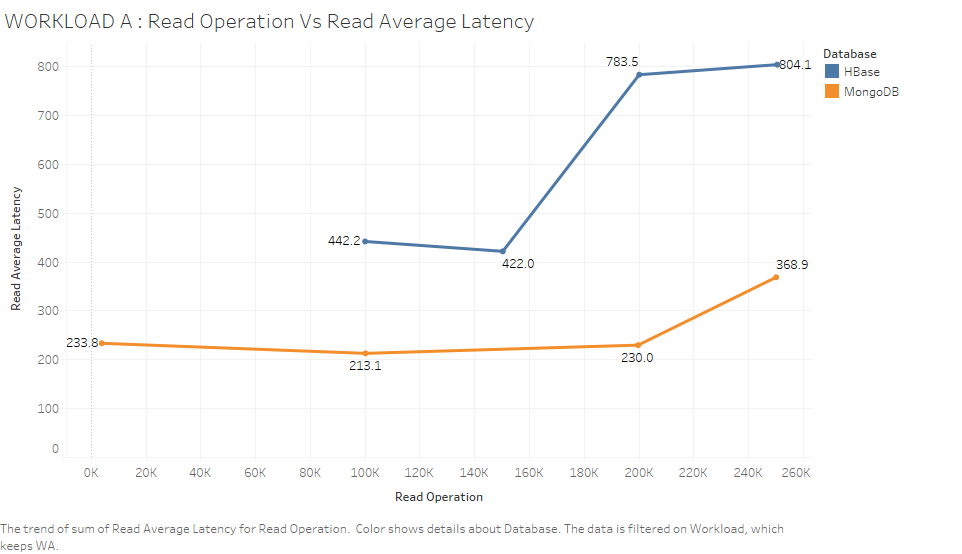 WORKLOAD A : Read Operation Vs Read Average Latency
Database
HBase
MongoDB
Read Average Latency
800
700
600
500
400
300
200
100
0
783.5
804.1
442.2
422.0
368.9
233.8
213.1
230.0
0K 20K 40K 60K 80K 100K 120K 140K 160K 180K 200K 220K 240K 260K
Read Operation
The trend of sum of Read Average Latency for Read Operation. Color shows details about Database. The data is filtered on Workload, which
keeps WA.